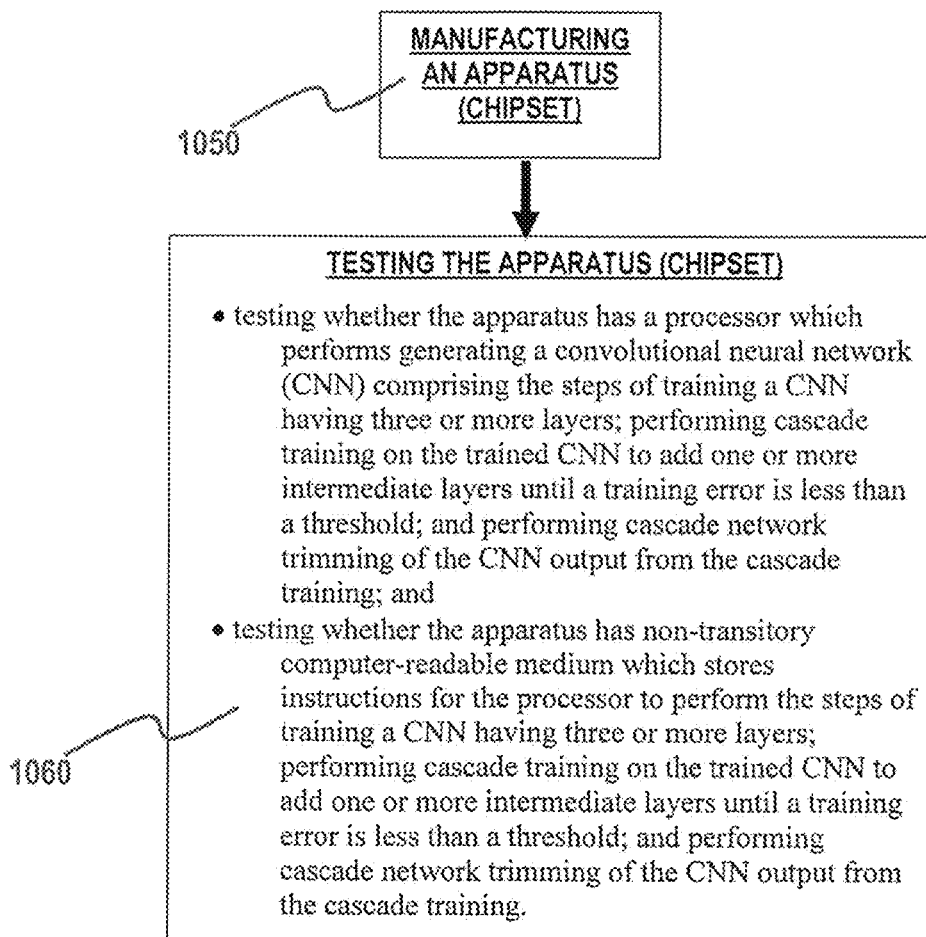 MANUFACTURING
AN APPARATUS
(CHIPSET)
1050
TESTING THE APPARATUS (CHIPSET)
• testing whether the apparatus has a processor which
performs generating a convolutional neural network
(CNN) comprising the steps of training a CNN
having three or more layers; performing cascade
training on the trained CNN to add one or more
intermediate layers until a training error is less than
a threshold; and performing cascade network
trimming of the CNN output from the cascade
training; and
• testing whether the apparatus has non-transitory
computer-readable medium which stores
instructions for the processor to perform the steps of
training a CNN having three or more layers;
performing cascade training on the trained CNN to
add one or more intermediate layers until a training
error is less than a threshold; and performing
cascade network trimming of the CNN output from
the cascade training.
1060